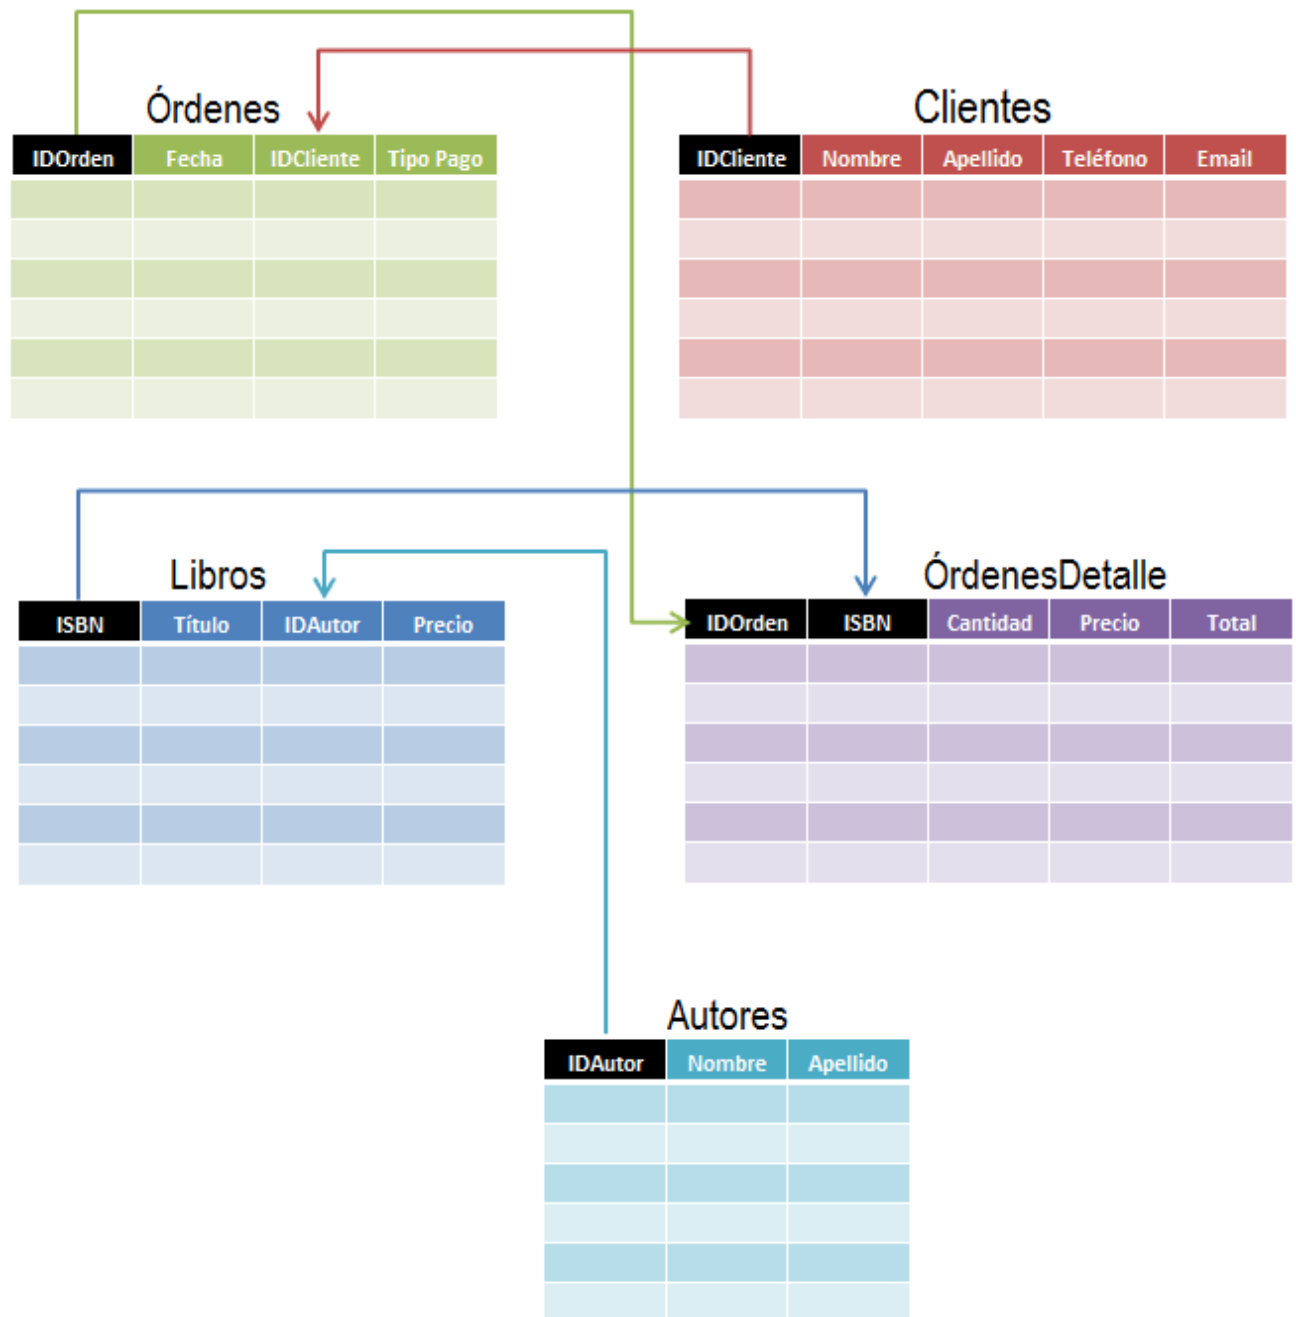 Órdenes
IDOrden Fecha IDCliente Tipo Pago
Clientes
IDCliente Nombre Apellido Teléfono Email
Libros
ISBN Título IDAutor Precio
ÓrdenesDetalle
IDOrden ISBN Cantidad Precio Total
Autores
IDAutor Nombre Apellido